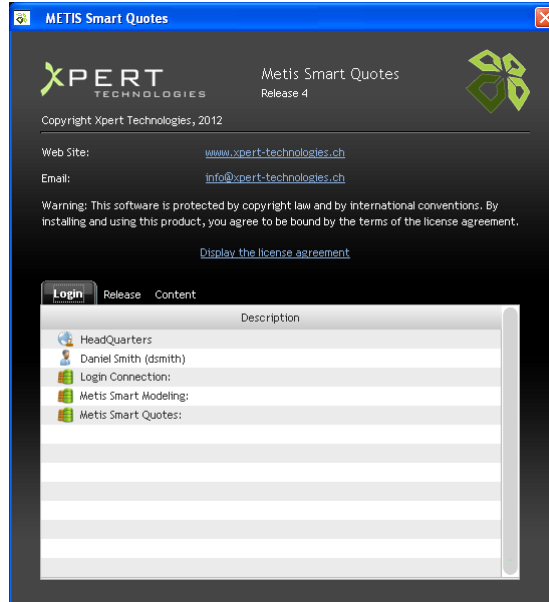 METIS Smart Quotes
XPERT
TECHNOLOGIES
Metis Smart Quotes
Release 4
Copyright Xpert Technologies, 2012
Web Site: www.xpert-technologies.ch
Email: info@xpert-technologies.ch
Warning: This software is protected by copyright law and by international conventions. By
installing and using this product, you agree to be bound by the terms of the license agreement.
Display the license agreement
Login Release Content
Description
HeadQuarters
Daniel Smith (dsmith)
Login Connection:
Metis Smart Modeling:
Metis Smart Quotes: